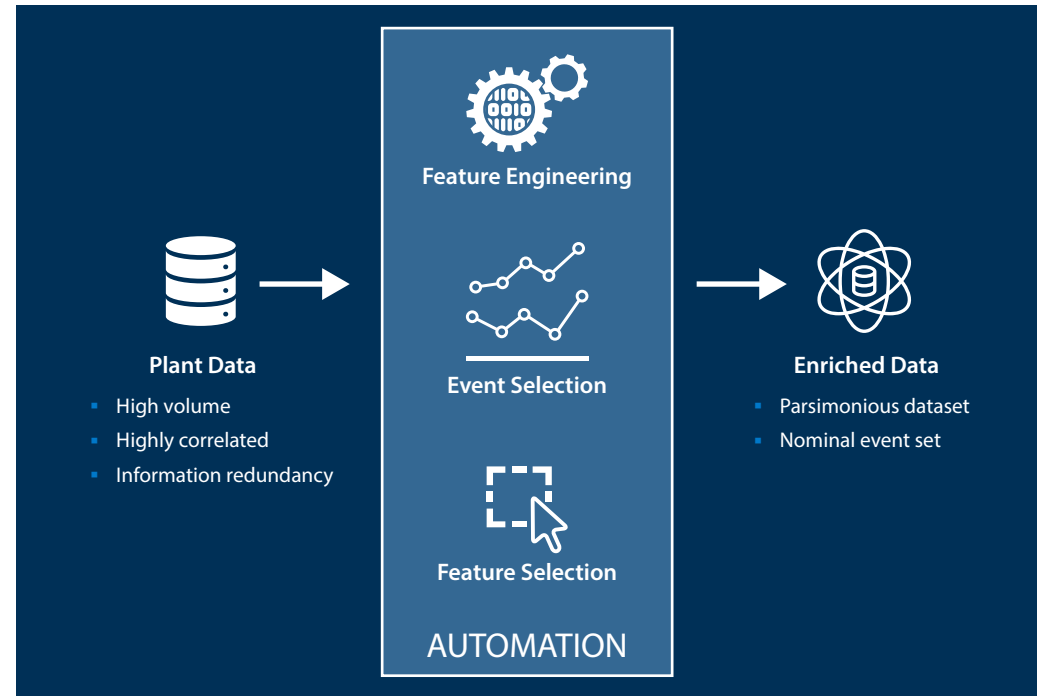 Feature Engineering
Event Selection
Feature Selection
AUTOMATION
Plant Data
High volume
Highly correlated
Information redundancy
Enriched Data
Parsimonious dataset
Nominal event set